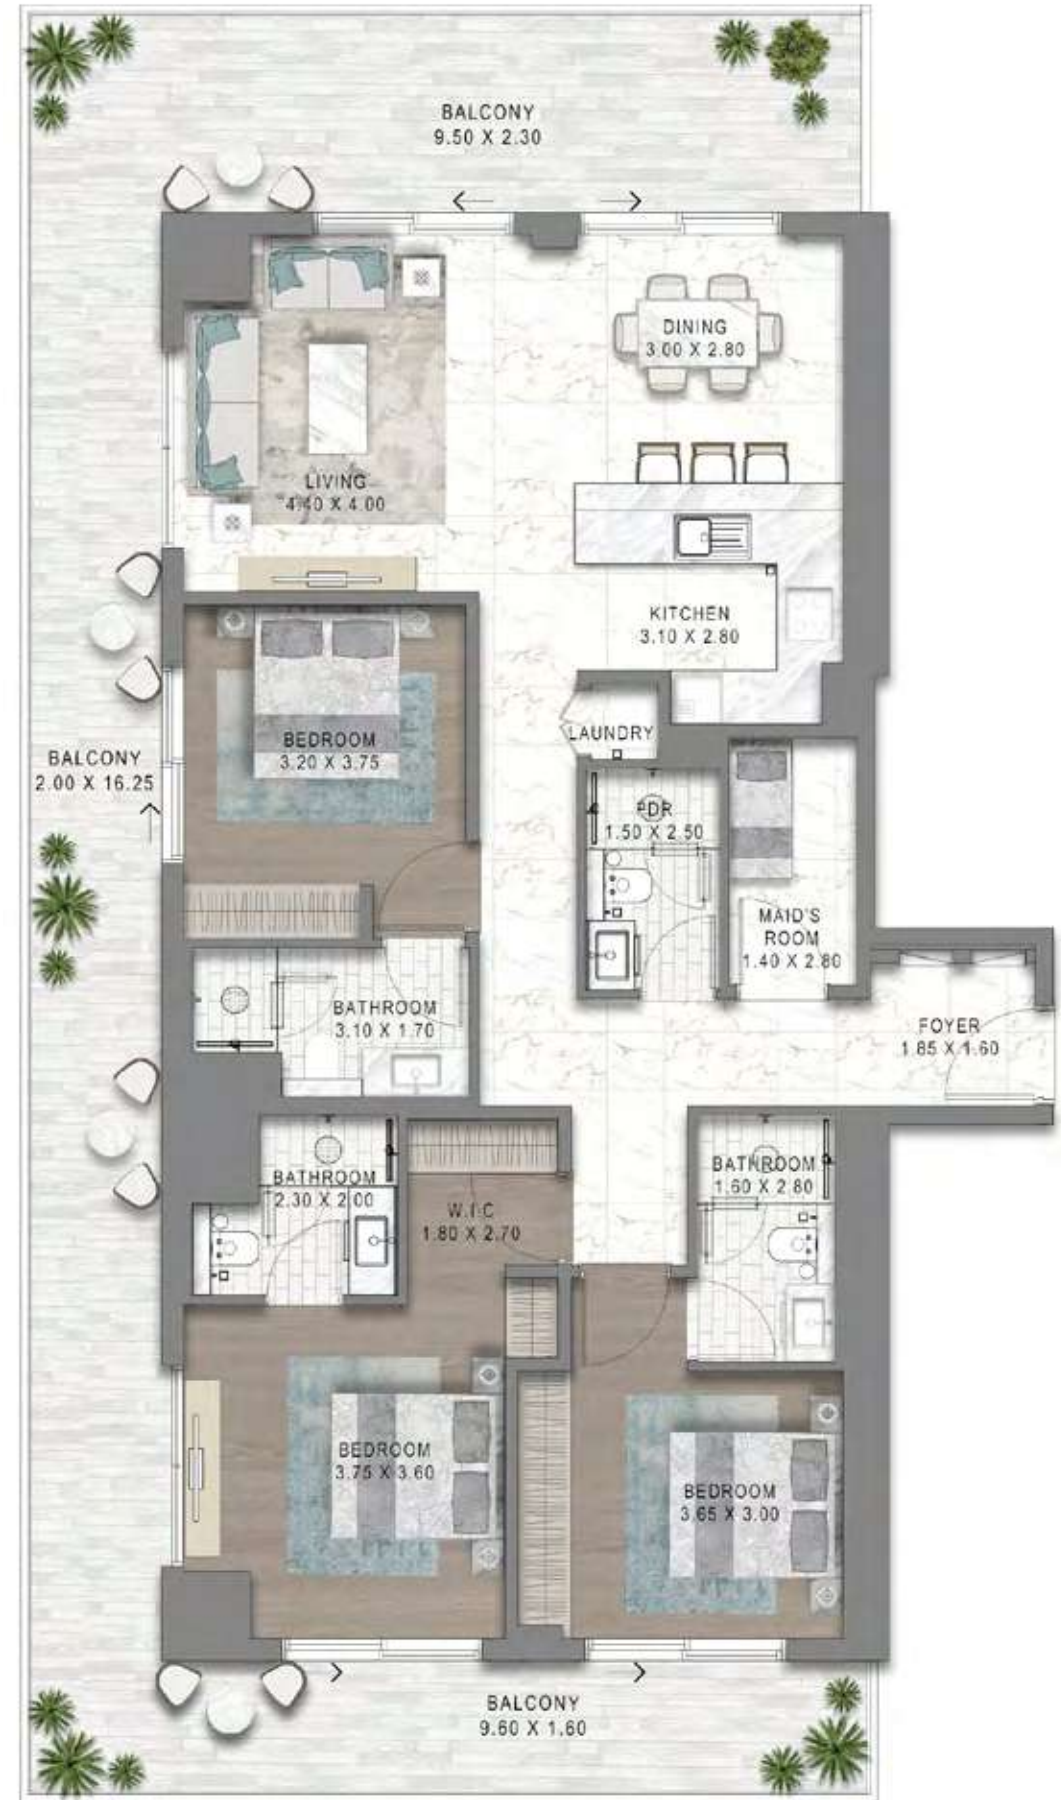 BALCONY
9.50 X 2.30
DINING
3.00 X 2.80
LIVING
4.40 X 4.00
KITCHEN
3.10 X 2.80
LAUNDRY
BEDROOM
3.20 X 3.75
BALCONY
2.00 X 16.25
PDR
1.50 X 2.50
MAID'S
ROOM
1.40 X 2.80
BATHROOM
3.10 X 1.70
FOYER
1.85 X 1.60
BATHROOM
2.30 X 2.00
W.I.C
1.80 X 2.70
BATHROOM
1.60 X 2.80
BEDROOM
3.75 X 3.60
BEDROOM
3.65 X 3.00
BALCONY
9.60 X 1.60